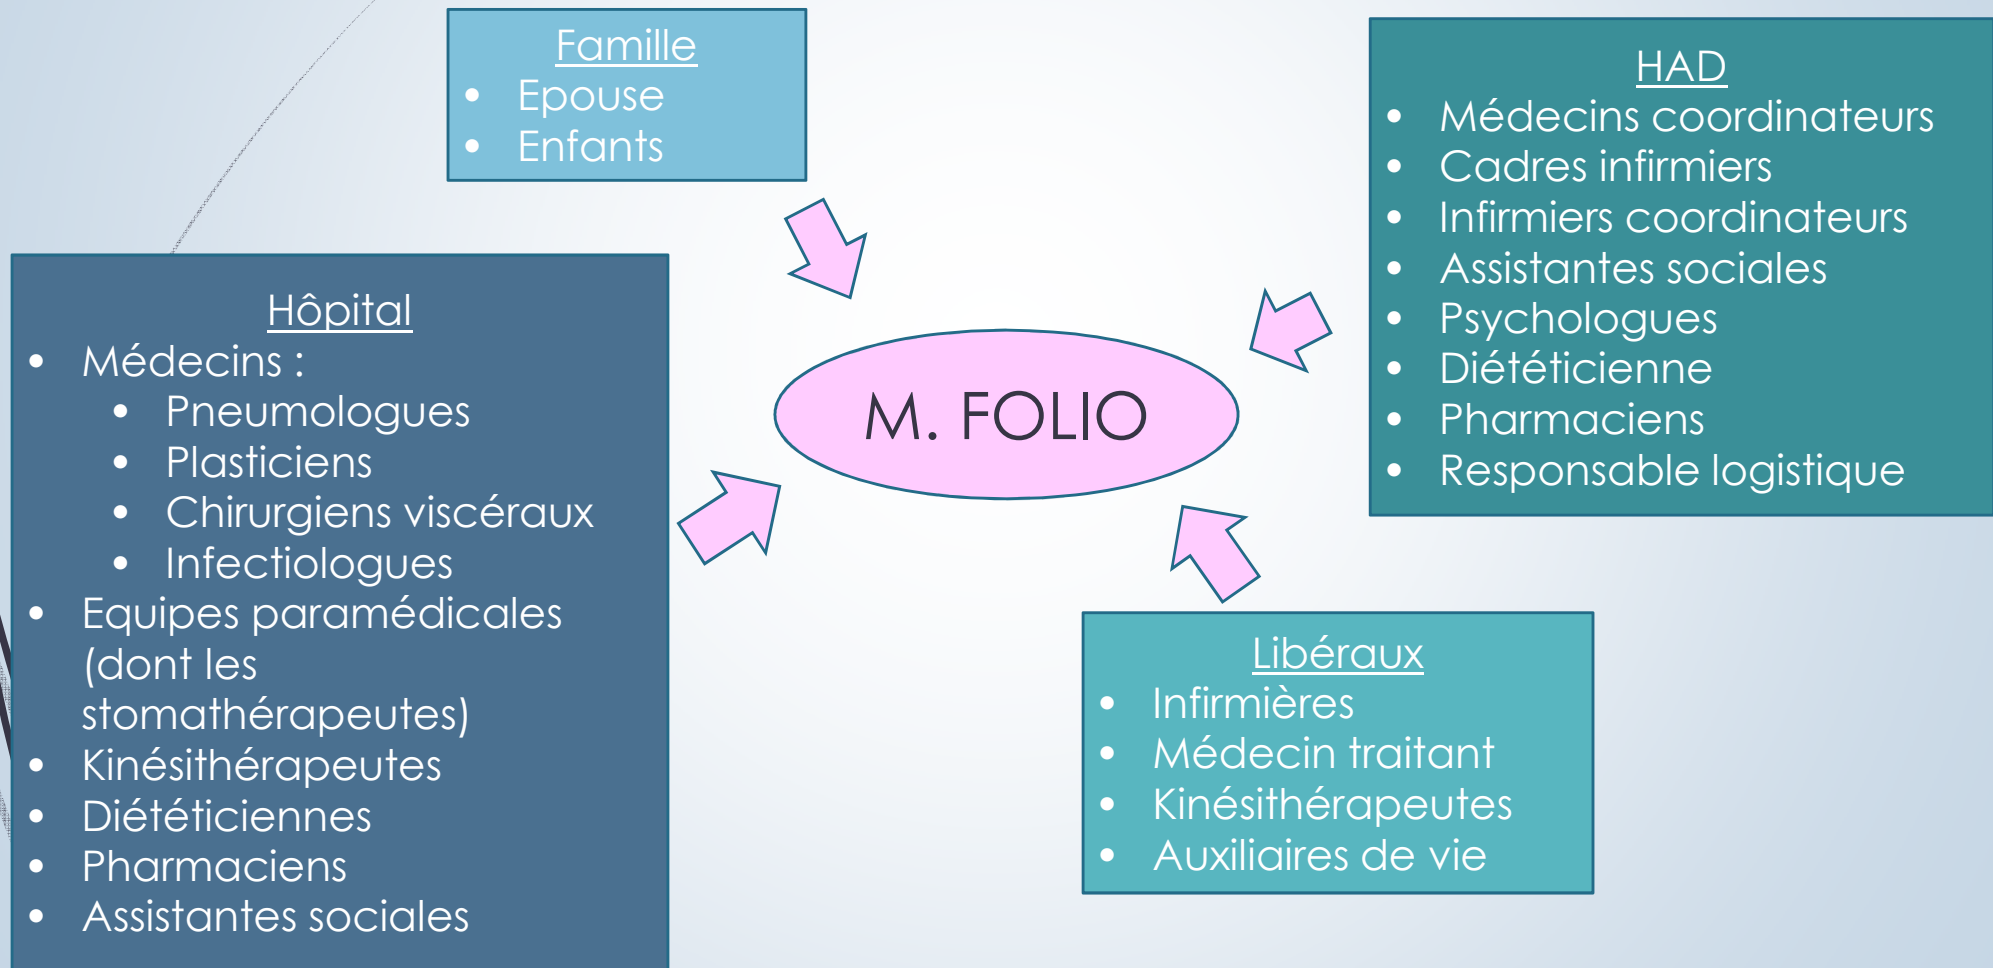 Famille
• Epouse
• Enfants
HAD
• Médecins coordinateurs
• Cadres infirmiers
• Infirmiers coordinateurs
• Assistantes sociales
• Psychologues
• Diététicienne
• Pharmaciens
• Responsable logistique
Hôpital
• Médecins :
• Pneumologues
• Plasticiens
• Chirurgiens viscéraux
• Infectiologues
• Equipes paramédicales
(dont les
stomathérapeutes)
• Kinésithérapeutes
• Diététiciennes
• Pharmaciens
• Assistantes sociales
M. FOLIO
Libéraux
• Infirmières
• Médecin traitant
• Kinésithérapeutes
• Auxiliaires de vie